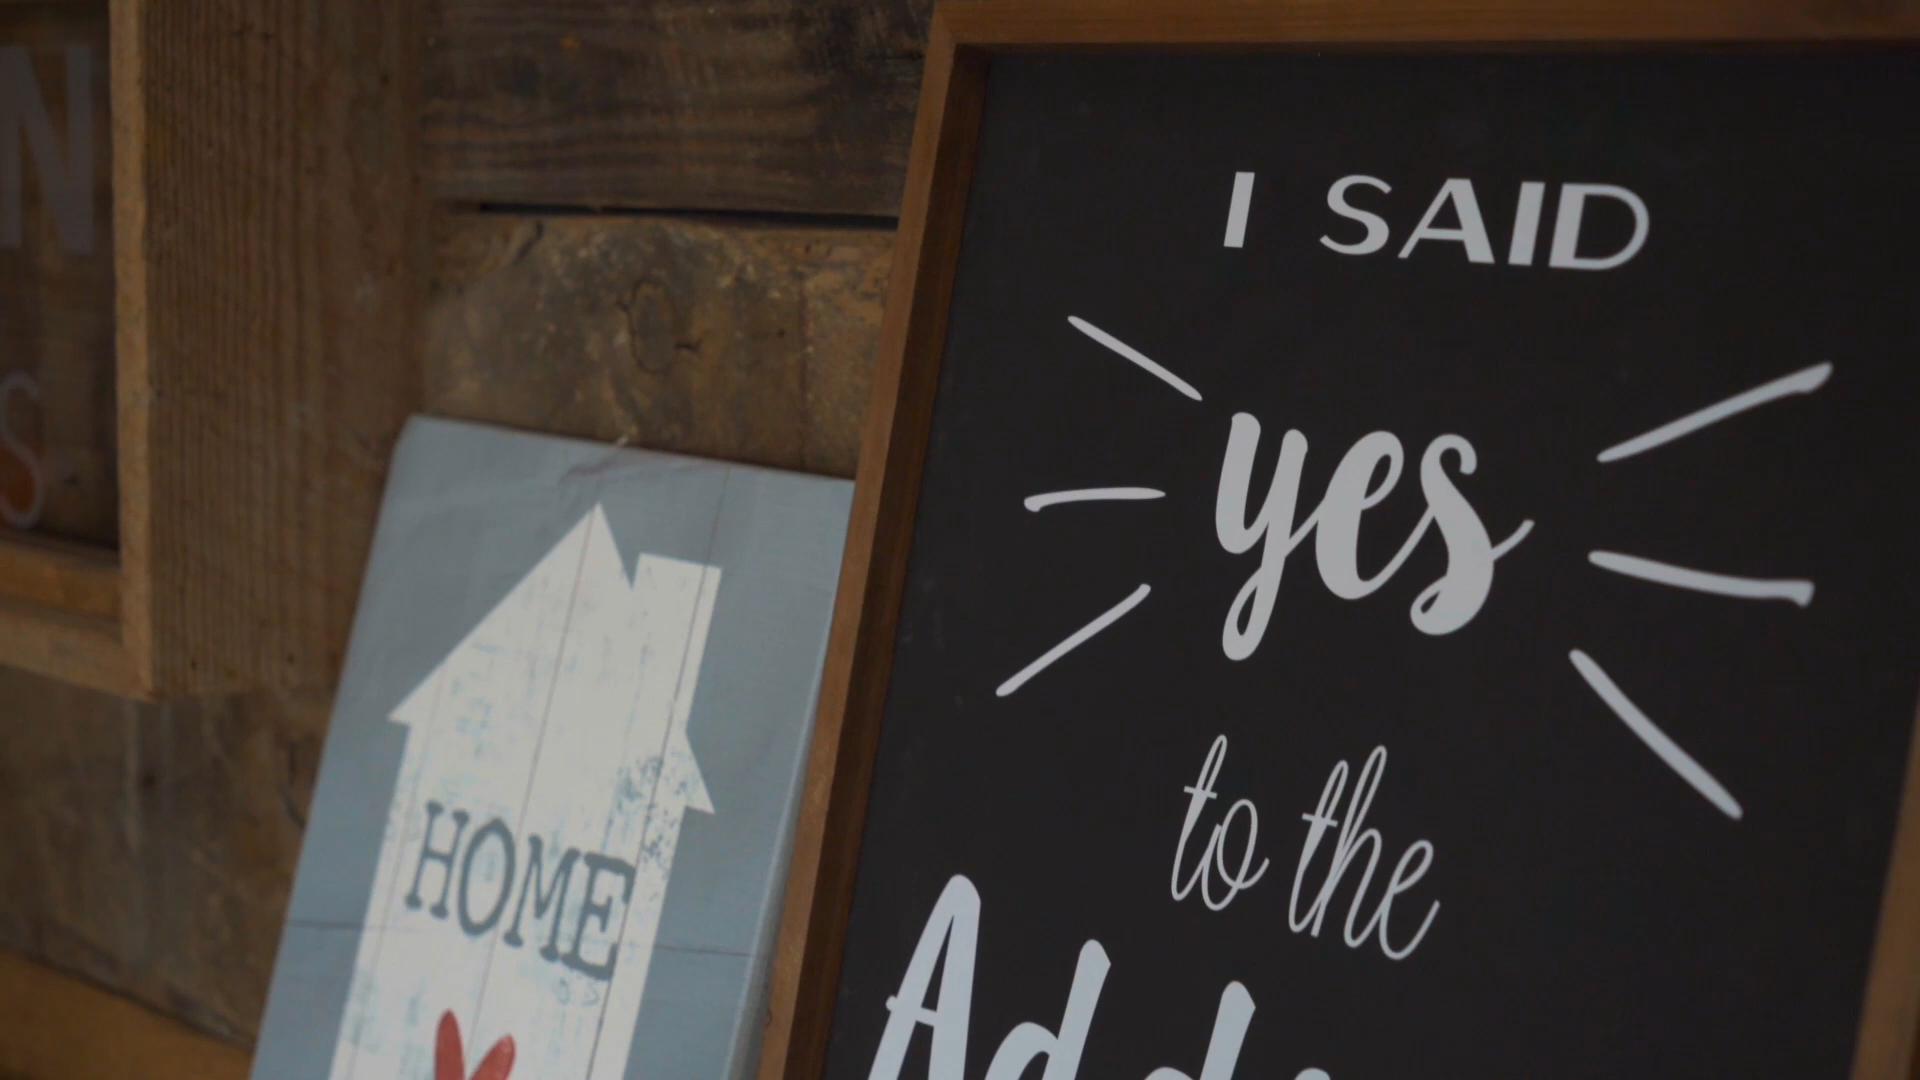 I SAID
yes
to the
HOME
N
S